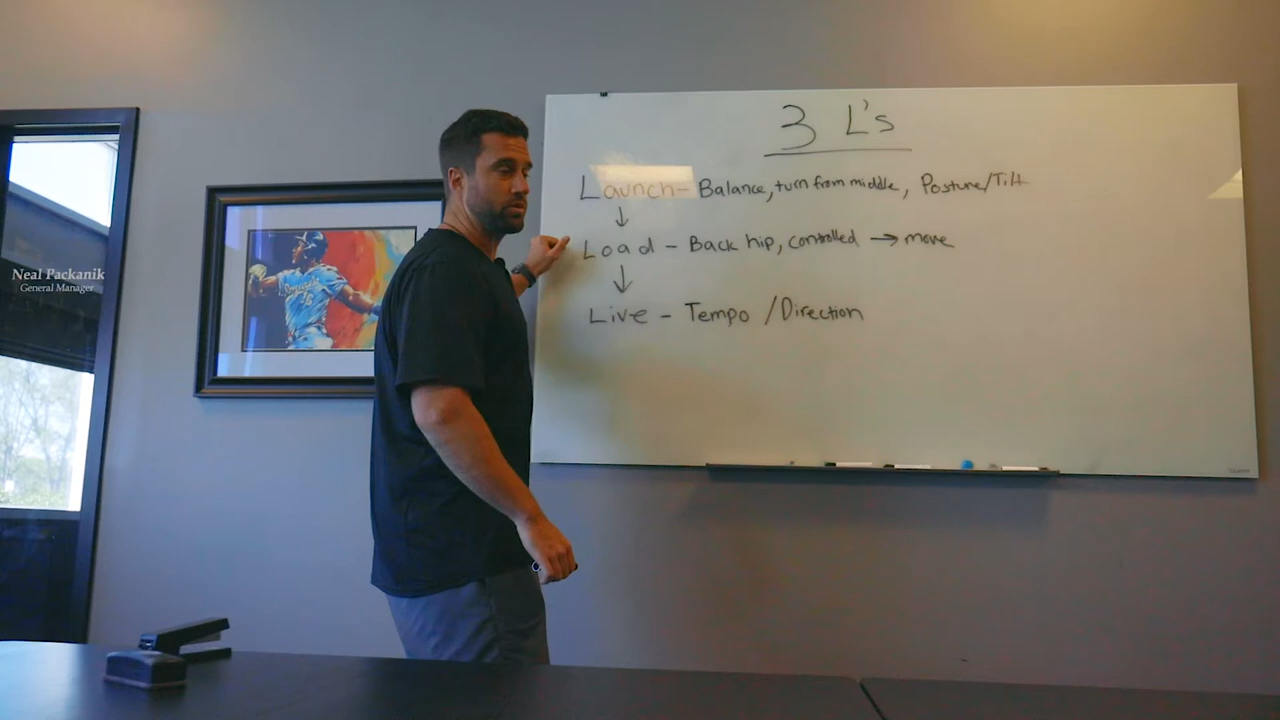 3 L's
Launch - Balance, turn from middle, Posture/Tilt
↓
Load - Back hip, controlled → move
↓
Live - Tempo / Direction
Neal Packanik
General Manager